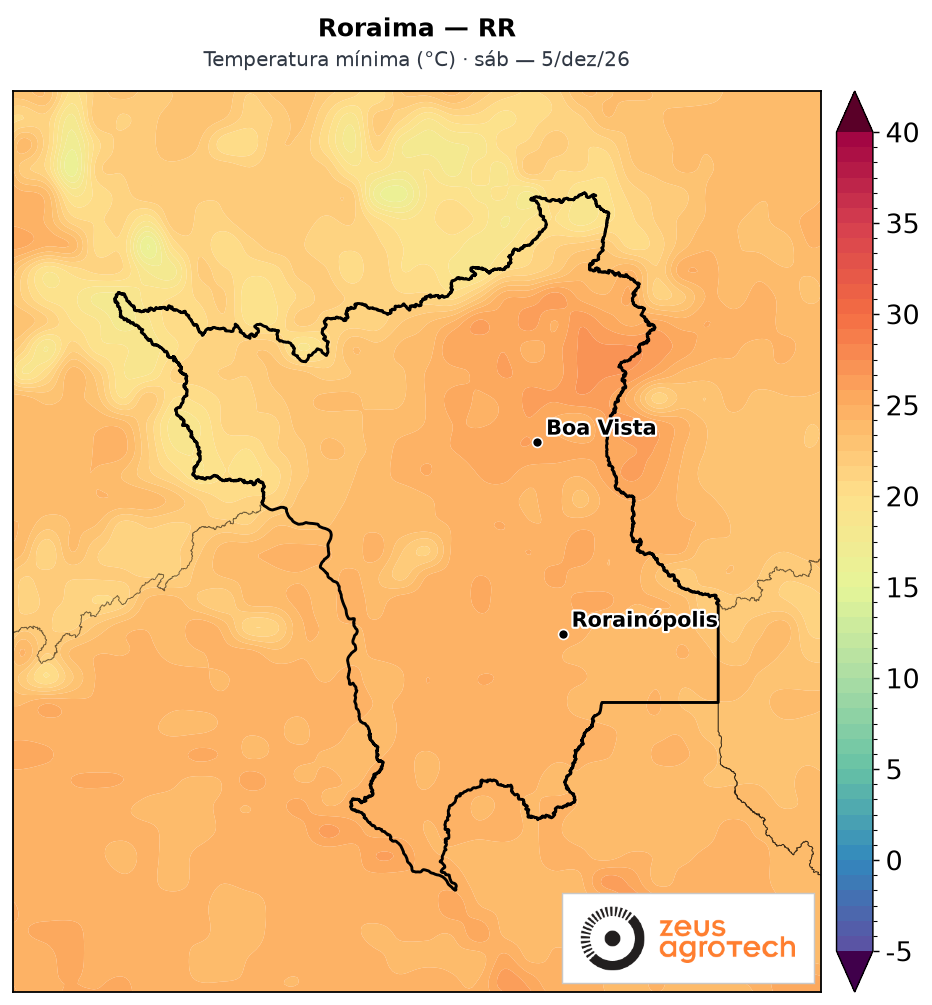 Roraima — RR
Temperatura mínima (°C) · sáb — 5/dez/26
40
35
30
25
20
15
10
5
0
-5
Boa Vista
Rorainópolis
zeus
agrotech